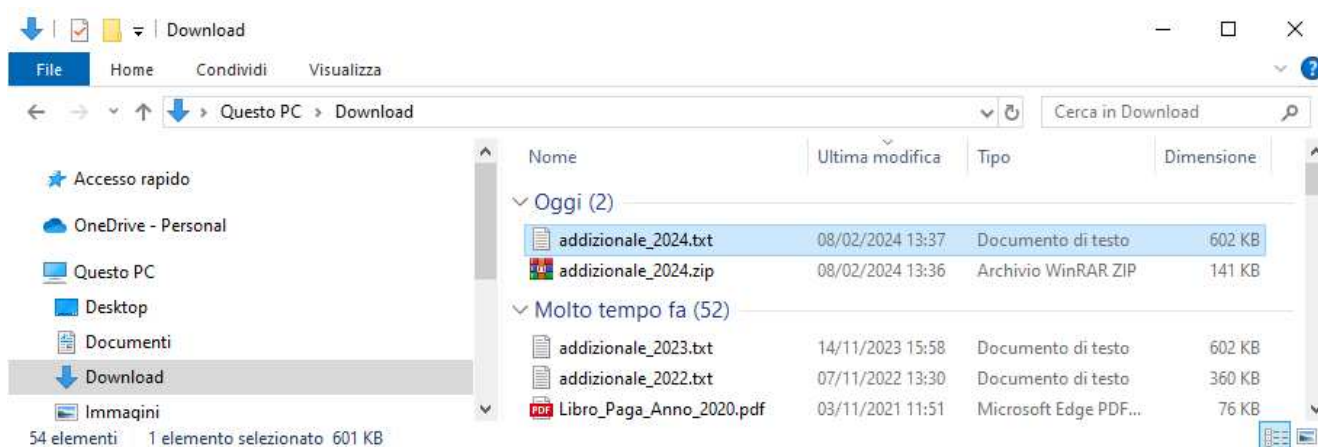 Download
File Home Condividi Visualizza
Questo PC > Download
Cerca in Download
Accesso rapido
OneDrive - Personal
Questo PC
Desktop
Documenti
Download
Immagini
Nome Ultima modifica Tipo Dimensione
Oggi (2)
addizionale_2024.txt 08/02/2024 13:37 Documento di testo 602 KB
addizionale_2024.zip 08/02/2024 13:36 Archivio WinRAR ZIP 141 KB
Molto tempo fa (52)
addizionale_2023.txt 14/11/2023 15:58 Documento di testo 602 KB
addizionale_2022.txt 07/11/2022 13:30 Documento di testo 360 KB
PDF Libro_Paga_Anno_2020.pdf 03/11/2021 11:51 Microsoft Edge PDF... 76 KB
54 elementi 1 elemento selezionato 601 KB